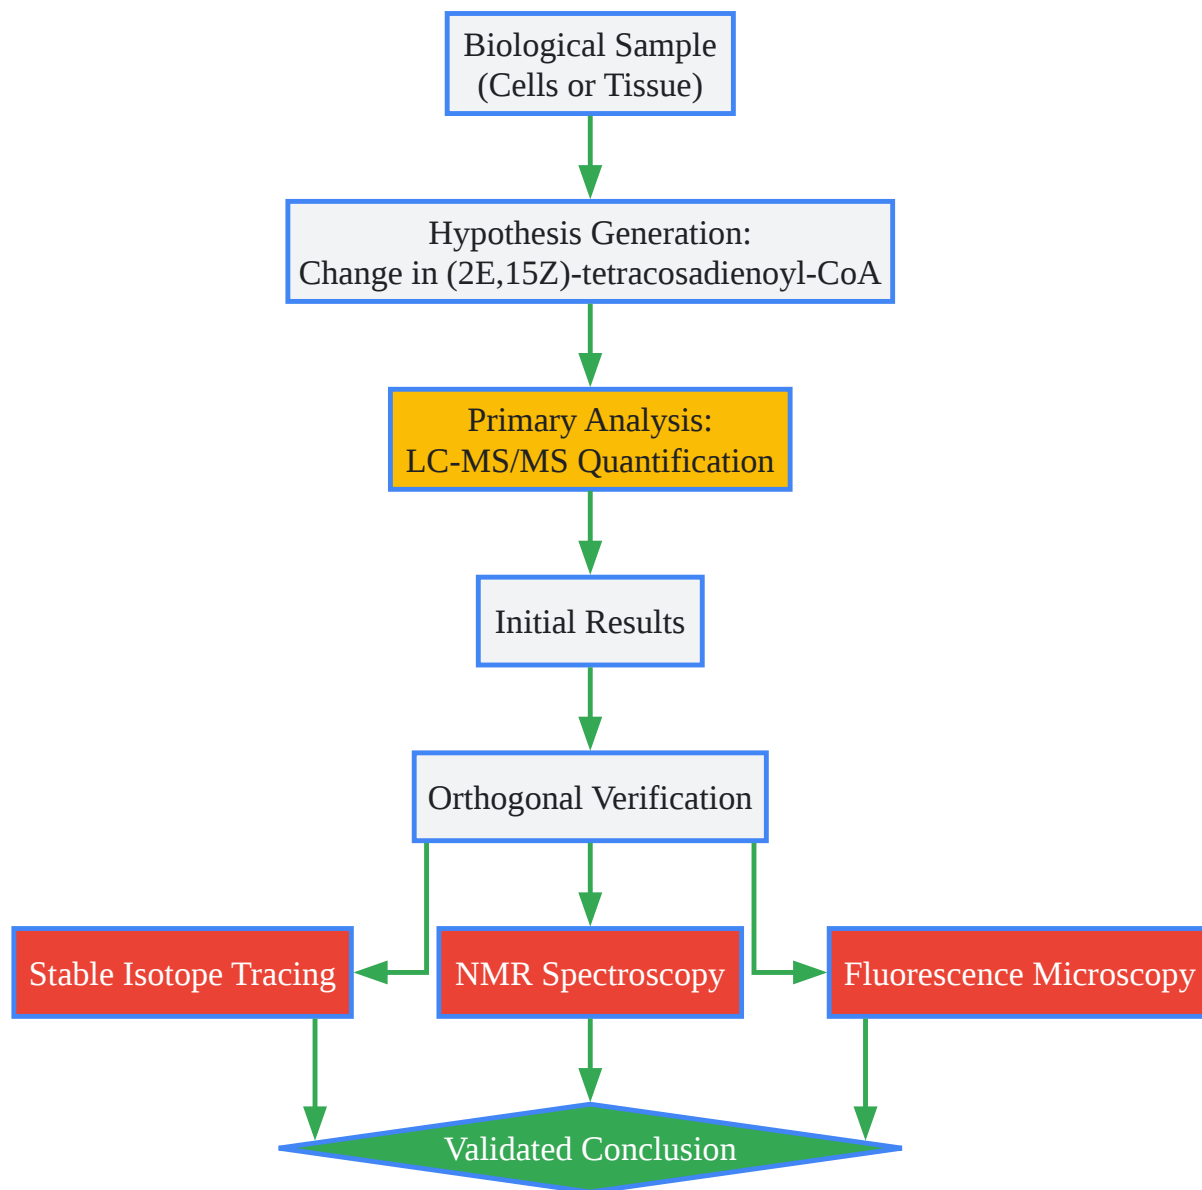 Biological Sample
(Cells or Tissue)
Hypothesis Generation:
Change in (2E,15Z)-tetracosadienoyl-CoA
Primary Analysis:
LC-MS/MS Quantification
Initial Results
Orthogonal Verification
Stable Isotope Tracing
NMR Spectroscopy
Fluorescence Microscopy
Validated Conclusion